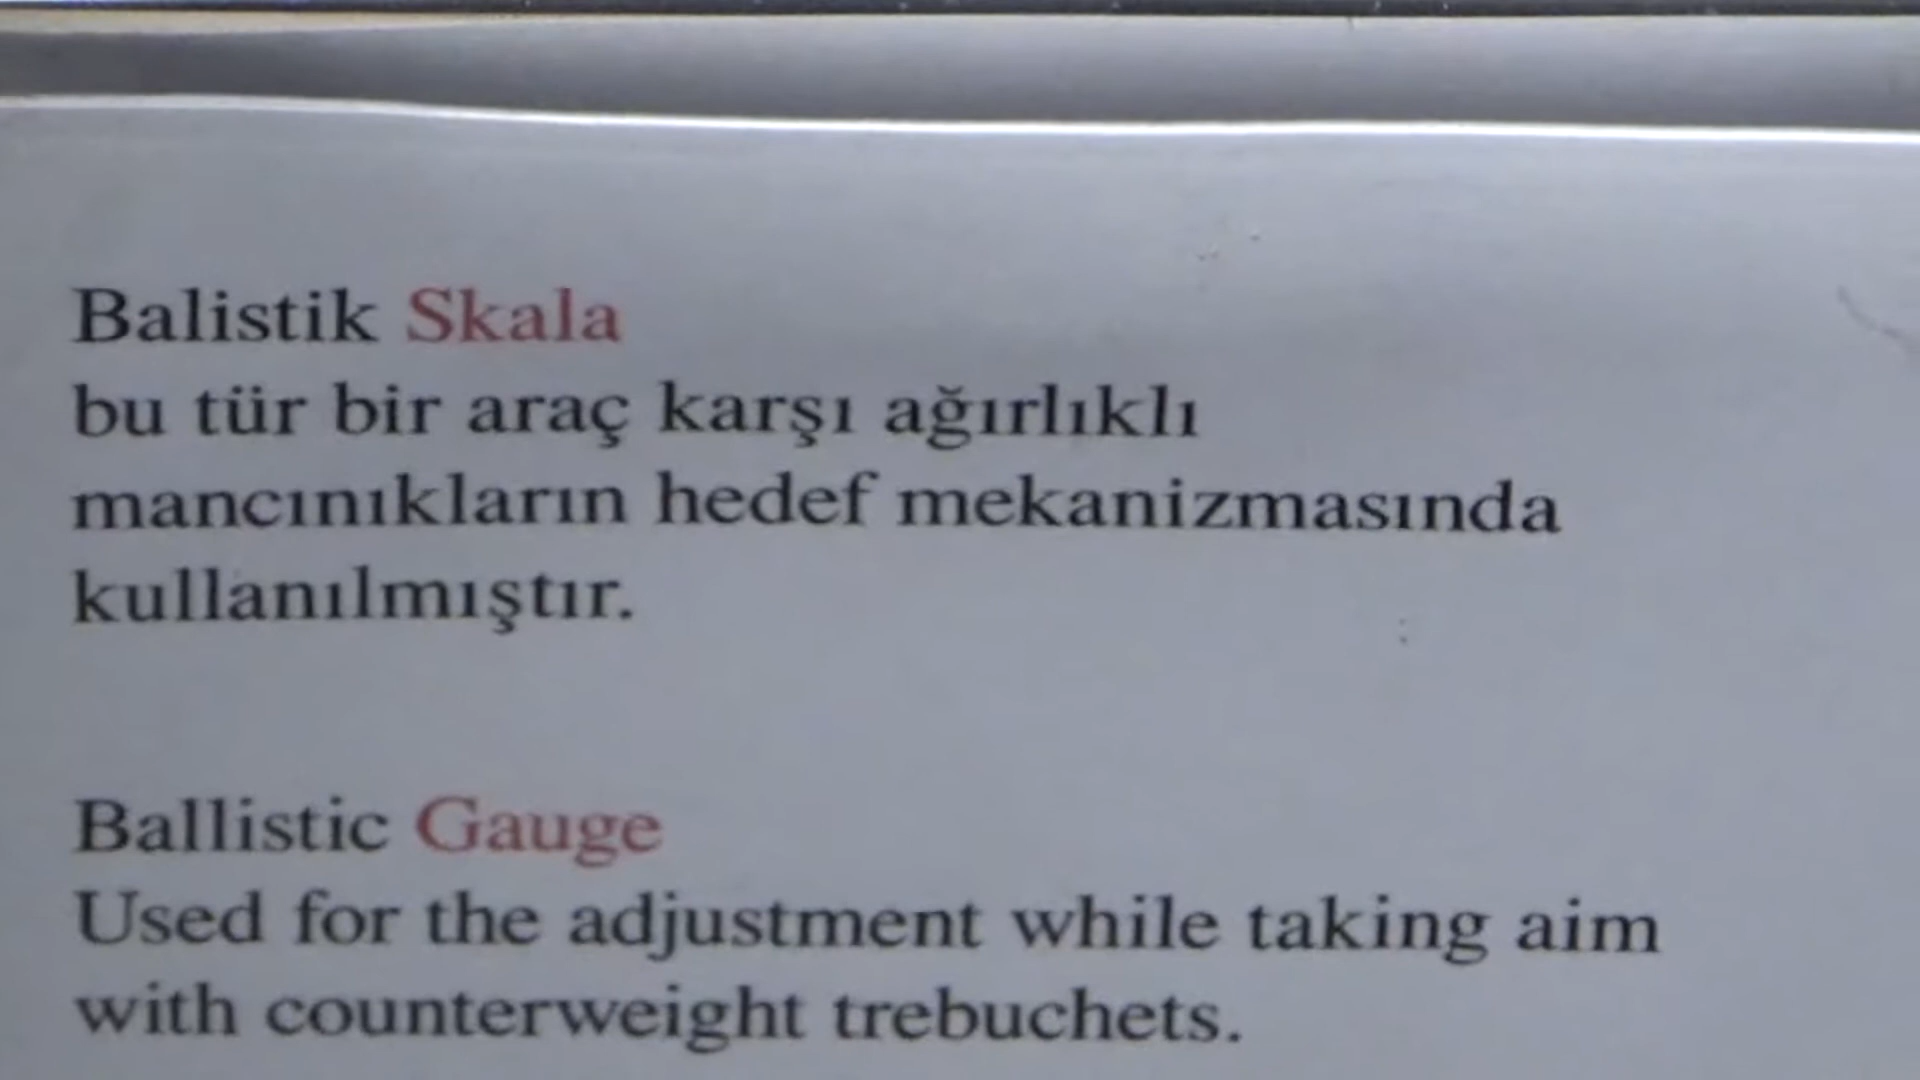 Balistik Skala
bu tür bir araç karşı ağırlıklı
mancınıkların hedef mekanizmasında
kullanılmıştır.
Ballistic Gauge
Used for the adjustment while taking aim
with counterweight trebuchets.